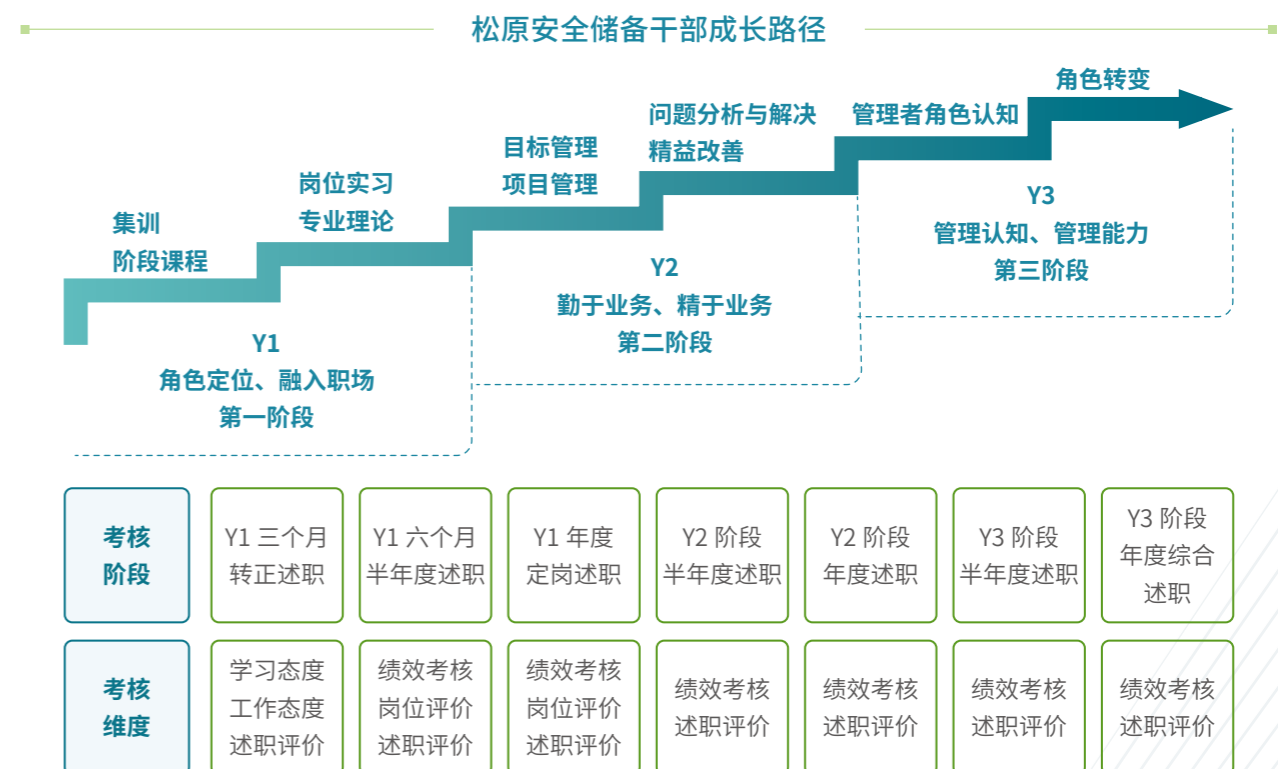 松原安全储备干部成长路径
角色转变
问题分析与解决
精益改善
管理者角色认知
目标管理
项目管理
岗位实习
专业理论
集训
阶段课程
Y1
角色定位、融入职场
第一阶段
Y2
勤于业务、精于业务
第二阶段
Y3
管理认知、管理能力
第三阶段
考核
阶段
Y1 三个月
转正述职
Y1 六个月
半年度述职
Y1 年度
定岗述职
Y2 阶段
半年度述职
Y2 阶段
年度述职
Y3 阶段
半年度述职
Y3 阶段
年度综合
述职
考核
维度
学习态度
工作态度
述职评价
绩效考核
岗位评价
述职评价
绩效考核
岗位评价
述职评价
绩效考核
述职评价
绩效考核
述职评价
绩效考核
述职评价
绩效考核
述职评价